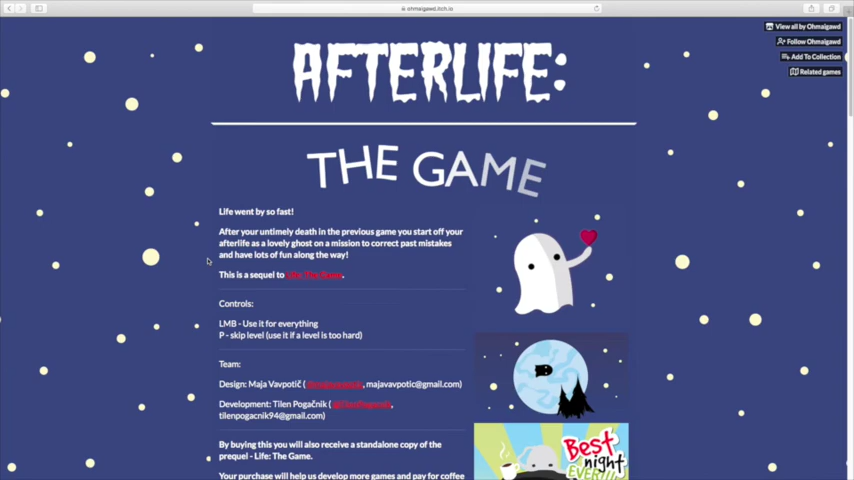 ohmaigawd.itch.io
View all by Ohmaigawd
Follow Ohmaigawd
Add To Collection
Related games
AFTERLIFE:
THE GAME
Life went by so fast!
After your untimely death in the previous game you start off your
afterlife as a lovely ghost on a mission to correct past mistakes
and have lots of fun along the way!
This is a sequel to Life: The Game.
Controls:
LMB - Use it for everything
P - skip level (use it if a level is too hard)
Team:
Design: Maja Vavpotič ( , majavavpotic@gmail.com)
Development: Tilen Pogačnik ( ,
tilenpogacnik94@gmail.com)
By buying this you will also receive a standalone copy of the
prequel - Life: The Game.
Your purchase will help us develop more games and pay for coffee
Best
night
EVER!!!